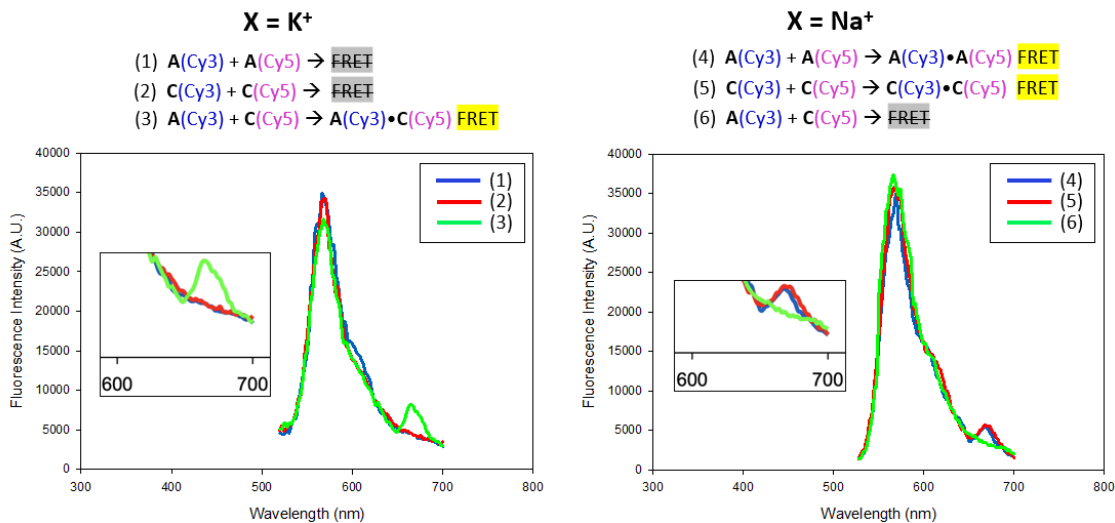 X = K⁺
(1) A(Cy3) + A(Cy5) → FRET
(2) C(Cy3) + C(Cy5) → FRET
(3) A(Cy3) + C(Cy5) → A(Cy3)•C(Cy5) FRET
40000
35000
30000
25000
20000
15000
10000
5000
0
Fluorescence Intensity (A.U.)
(1)
(2)
(3)
600 700
300 400 500 600 700 800
Wavelength (nm)
X = Na⁺
(4) A(Cy3) + A(Cy5) → A(Cy3)•A(Cy5) FRET
(5) C(Cy3) + C(Cy5) → C(Cy3)•C(Cy5) FRET
(6) A(Cy3) + C(Cy5) → FRET
40000
35000
30000
25000
20000
15000
10000
5000
0
Fluorescence Intensity (A.U.)
(4)
(5)
(6)
600 700
300 400 500 600 700 800
Wavelength (nm)